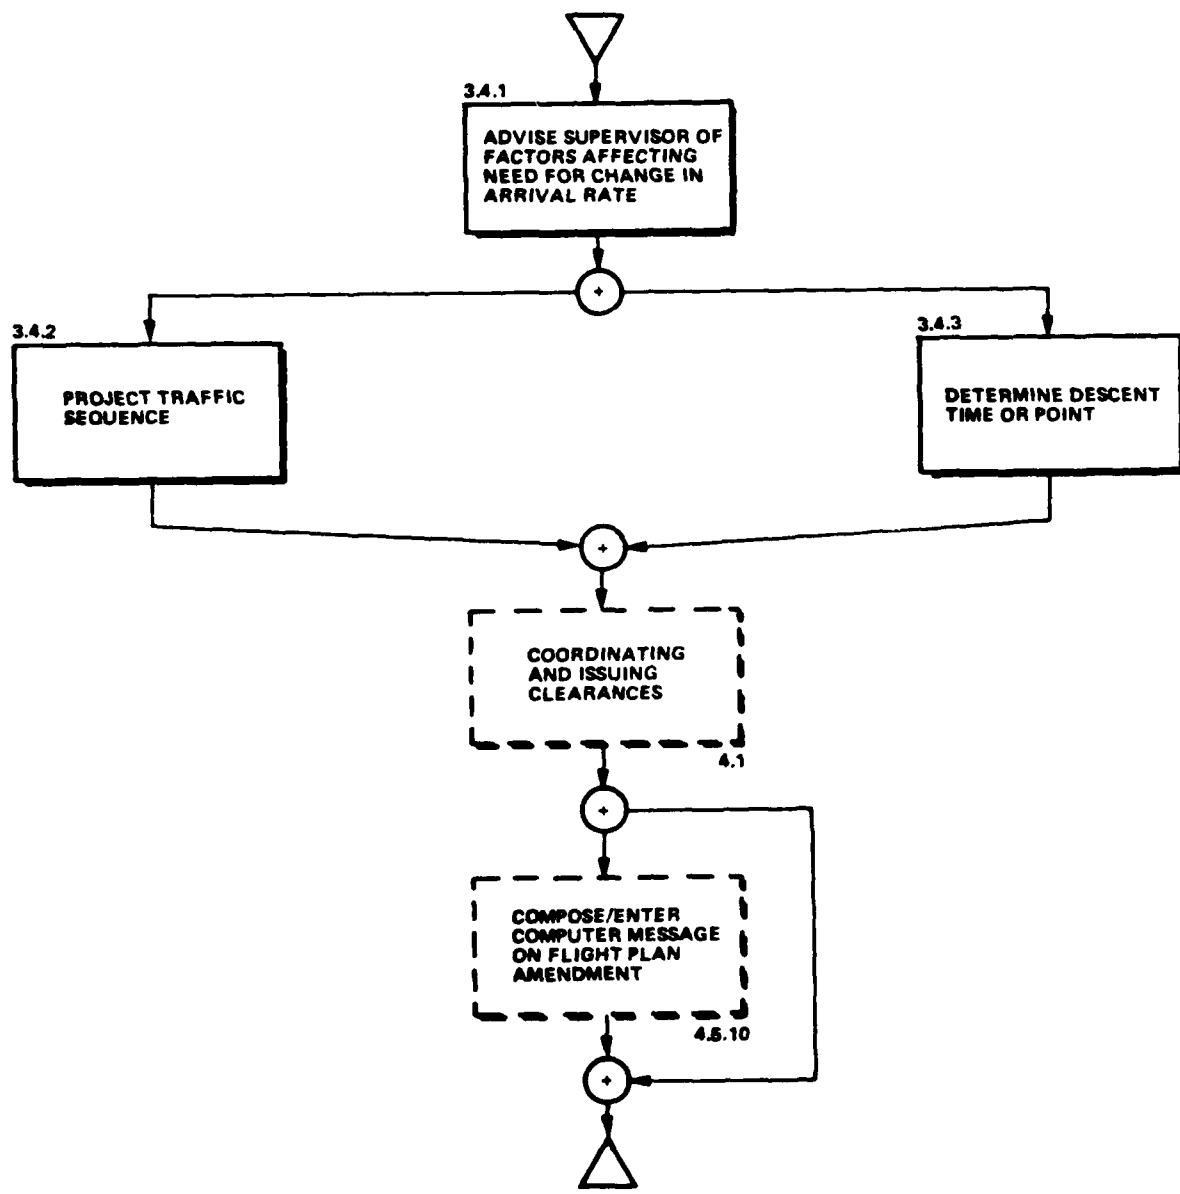 3.4.1
ADVISE SUPERVISOR OF
FACTORS AFFECTING
NEED FOR CHANGE IN
ARRIVAL RATE
+
3.4.2
PROJECT TRAFFIC
SEQUENCE
3.4.3
DETERMINE DESCENT
TIME OR POINT
+
COORDINATING
AND ISSUING
CLEARANCES
4.1
+
COMPOSE/ENTER
COMPUTER MESSAGE
ON FLIGHT PLAN
AMENDMENT
4.5.10
+